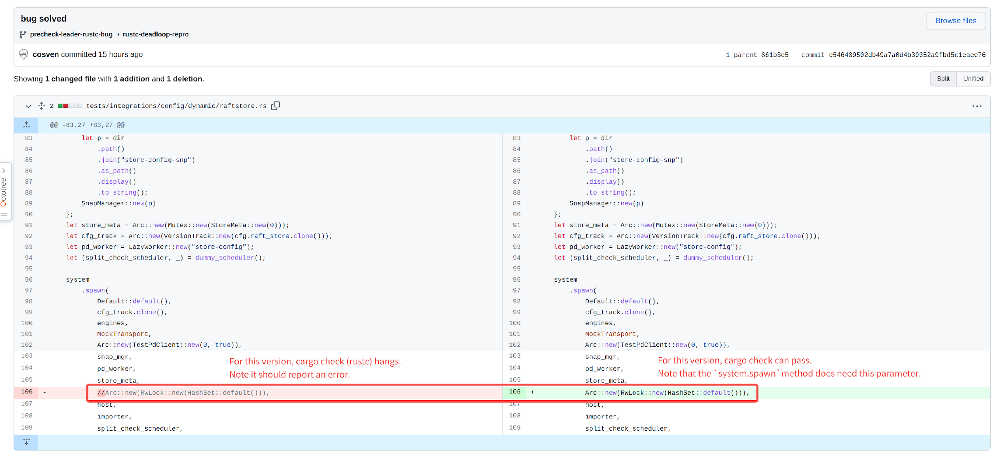 bug solved
Browse files
precheck-leader-rustc-bug + rustc-deadloop-repro
cosven committed 15 hours ago
1 parent 861b3e5 commit e546489502db49a7a0d4b39352a9fbd5c1eaee76
Showing 1 changed file with 1 addition and 1 deletion.
Split Unified
2 tests/integrations/config/dynamic/raftstore.rs
@@ -83,27 +83,27 @@
Octotree
83 let p = dir
84 .path()
85 .join("store-config-snp")
86 .as_path()
87 .display()
88 .to_string();
89 SnapManager::new(p)
90 };
91 let store_meta = Arc::new(Mutex::new(StoreMeta::new(0)));
92 let cfg_track = Arc::new(VersionTrack::new(cfg.raft_store.clone()));
93 let pd_worker = LazyWorker::new("store-config");
94 let (split_check_scheduler, _) = dummy_scheduler();
95
96 system
97 .spawn(
98 Default::default(),
99 cfg_track.clone(),
100 engines,
101 MockTransport,
102 Arc::new(TestPdClient::new(0, true)),
103 snap_mgr,
104 pd_worker,
105 store_meta,
106 - //Arc::new(RwLock::new(HashSet::default())),
107 host,
108 importer,
109 split_check_scheduler,
For this version, cargo check (rustc) hangs.
Note it should report an error.
83 let p = dir
84 .path()
85 .join("store-config-snp")
86 .as_path()
87 .display()
88 .to_string();
89 SnapManager::new(p)
90 };
91 let store_meta = Arc::new(Mutex::new(StoreMeta::new(0)));
92 let cfg_track = Arc::new(VersionTrack::new(cfg.raft_store.clone()));
93 let pd_worker = LazyWorker::new("store-config");
94 let (split_check_scheduler, _) = dummy_scheduler();
95
96 system
97 .spawn(
98 Default::default(),
99 cfg_track.clone(),
100 engines,
101 MockTransport,
102 Arc::new(TestPdClient::new(0, true)),
103 snap_mgr,
104 pd_worker,
105 store_meta,
106 + Arc::new(RwLock::new(HashSet::default())),
107 host,
108 importer,
109 split_check_scheduler,
For this version, cargo check can pass.
Note that the `system.spawn` method does need this parameter.